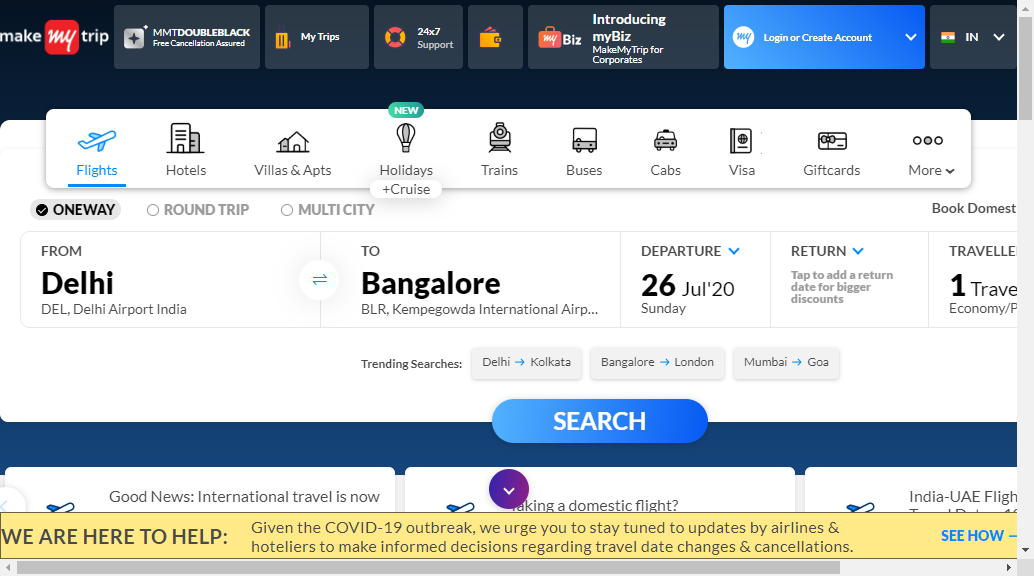 make my trip
MMTDOUBLEBLACK
Free Cancellation Assured
My Trips
24x7
Support
my Biz
Introducing
myBiz
MakeMyTrip for
Corporates
my
Login or Create Account
IN
NEW
Flights
Hotels
Villas & Apts
Holidays
Trains
Buses
Cabs
Visa
Giftcards
More
+Cruise
ONEWAY
ROUND TRIP
MULTI CITY
Book Domest
FROM
Delhi
DEL, Delhi Airport India
TO
Bangalore
BLR, Kempegowda International Airp...
DEPARTURE
26 Jul'20
Sunday
RETURN
Tap to add a return
date for bigger
discounts
TRAVELLE
1 Trave
Economy/P
Trending Searches:
Delhi → Kolkata
Bangalore → London
Mumbai → Goa
SEARCH
Good News: International travel is now
aking a domestic flight?
India-UAE Fligh
WE ARE HERE TO HELP:
Given the COVID-19 outbreak, we urge you to stay tuned to updates by airlines &
hoteliers to make informed decisions regarding travel date changes & cancellations.
SEE HOW